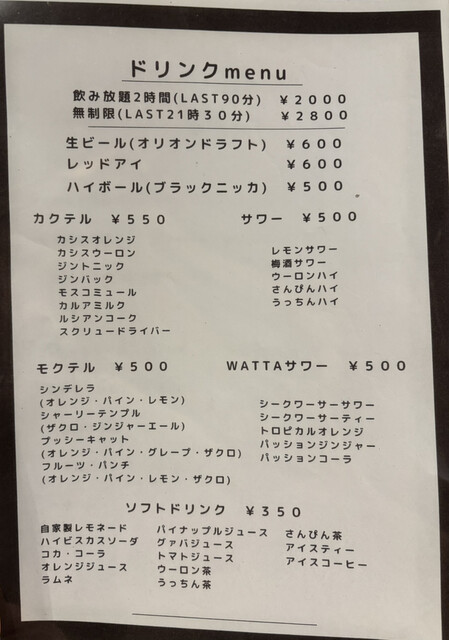 ドリンクmenu
飲み放題2時間(LAST90分) ￥2000
無制限(LAST21時30分) ￥2800
生ビール(オリオンドラフト) ￥600
レッドアイ ￥600
ハイボール(ブラックニッカ) ￥500
カクテル ￥550
カシスオレンジ
カシスウーロン
ジントニック
ジンバック
モスコミュール
カルアミルク
ルシアンコーク
スクリュードライバー
サワー ￥500
レモンサワー
梅酒サワー
ウーロンハイ
さんぴんハイ
うっちんハイ
モクテル ￥500
シンデレラ
(オレンジ・パイン・レモン)
シャーリーテンプル
(ザクロ・ジンジャーエール)
プッシーキャット
(オレンジ・パイン・グレープ・ザクロ)
フルーツ・パンチ
(オレンジ・パイン・レモン・ザクロ)
WATTAサワー ￥500
シークワーサーサワー
シークワーサーティー
トロピカルオレンジ
パッションジンジャー
パッションコーラ
ソフトドリンク ￥350
自家製レモネード
ハイビスカスソーダ
コカ・コーラ
オレンジジュース
ラムネ
パイナップルジュース
グァバジュース
トマトジュース
ウーロン茶
うっちん茶
さんぴん茶
アイスティー
アイスコーヒー